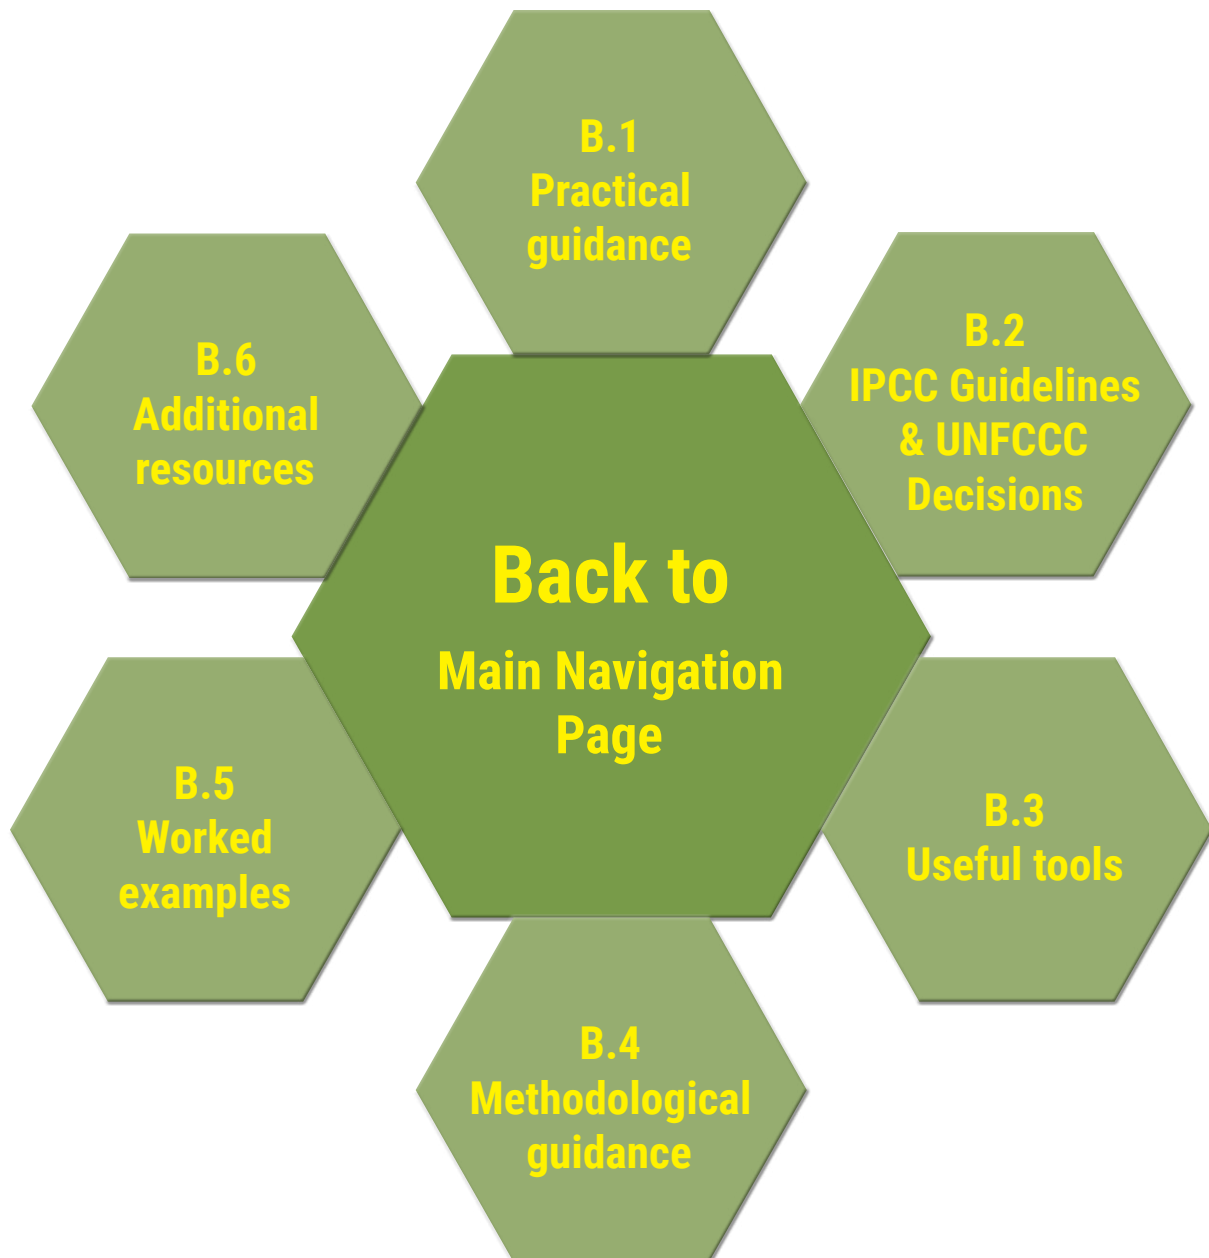 B.1
Practical
guidance
B.2
IPCC Guidelines
& UNFCCC
Decisions
B.6
Additional
resources
Back to
Main Navigation
Page
B.5
Worked
examples
B.3
Useful tools
B.4
Methodological
guidance